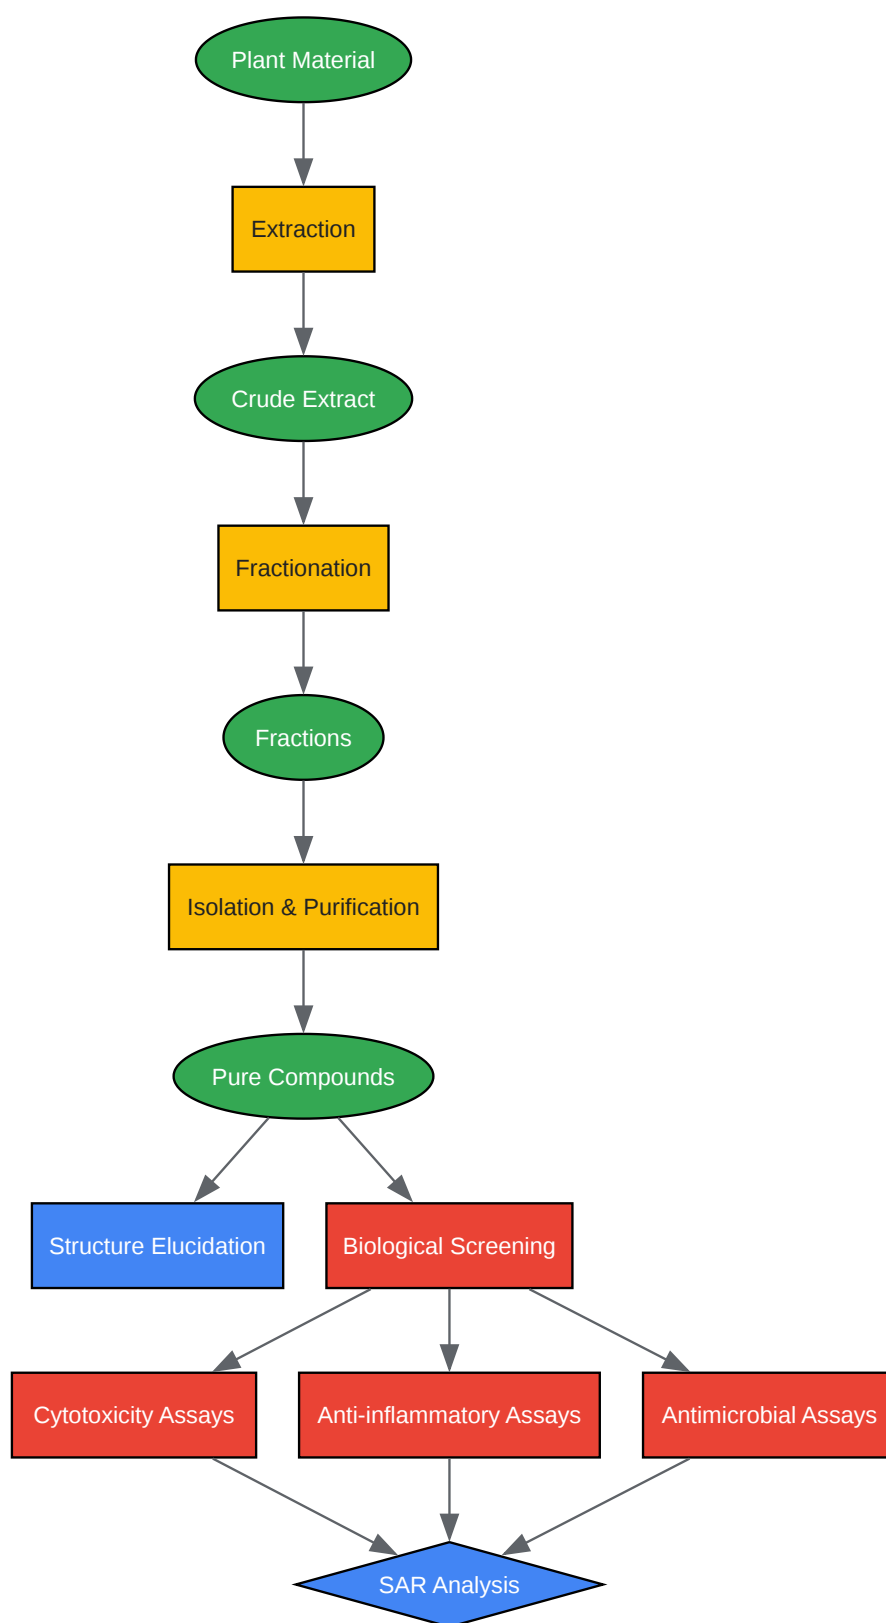 Plant Material
Extraction
Crude Extract
Fractionation
Fractions
Isolation & Purification
Pure Compounds
Structure Elucidation
Biological Screening
Cytotoxicity Assays
Anti-inflammatory Assays
Antimicrobial Assays
SAR Analysis